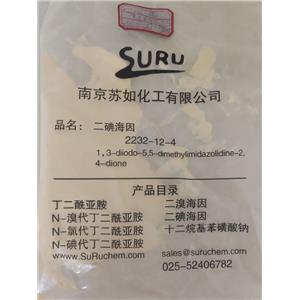 SURU
南京苏如化工有限公司
品名： 二碘海因
2232-12-4
1,3-diiodo-5,5-dimethylimidazolidine-2,
4-dione
产品目录
丁二酰亚胺 二溴海因
N-溴代丁二酰亚胺 二碘海因
N-氯代丁二酰亚胺 十二烷基苯磺酸钠
N-碘代丁二酰亚胺
www.SuRuchem.com sales@suruchem.com
025-52406782